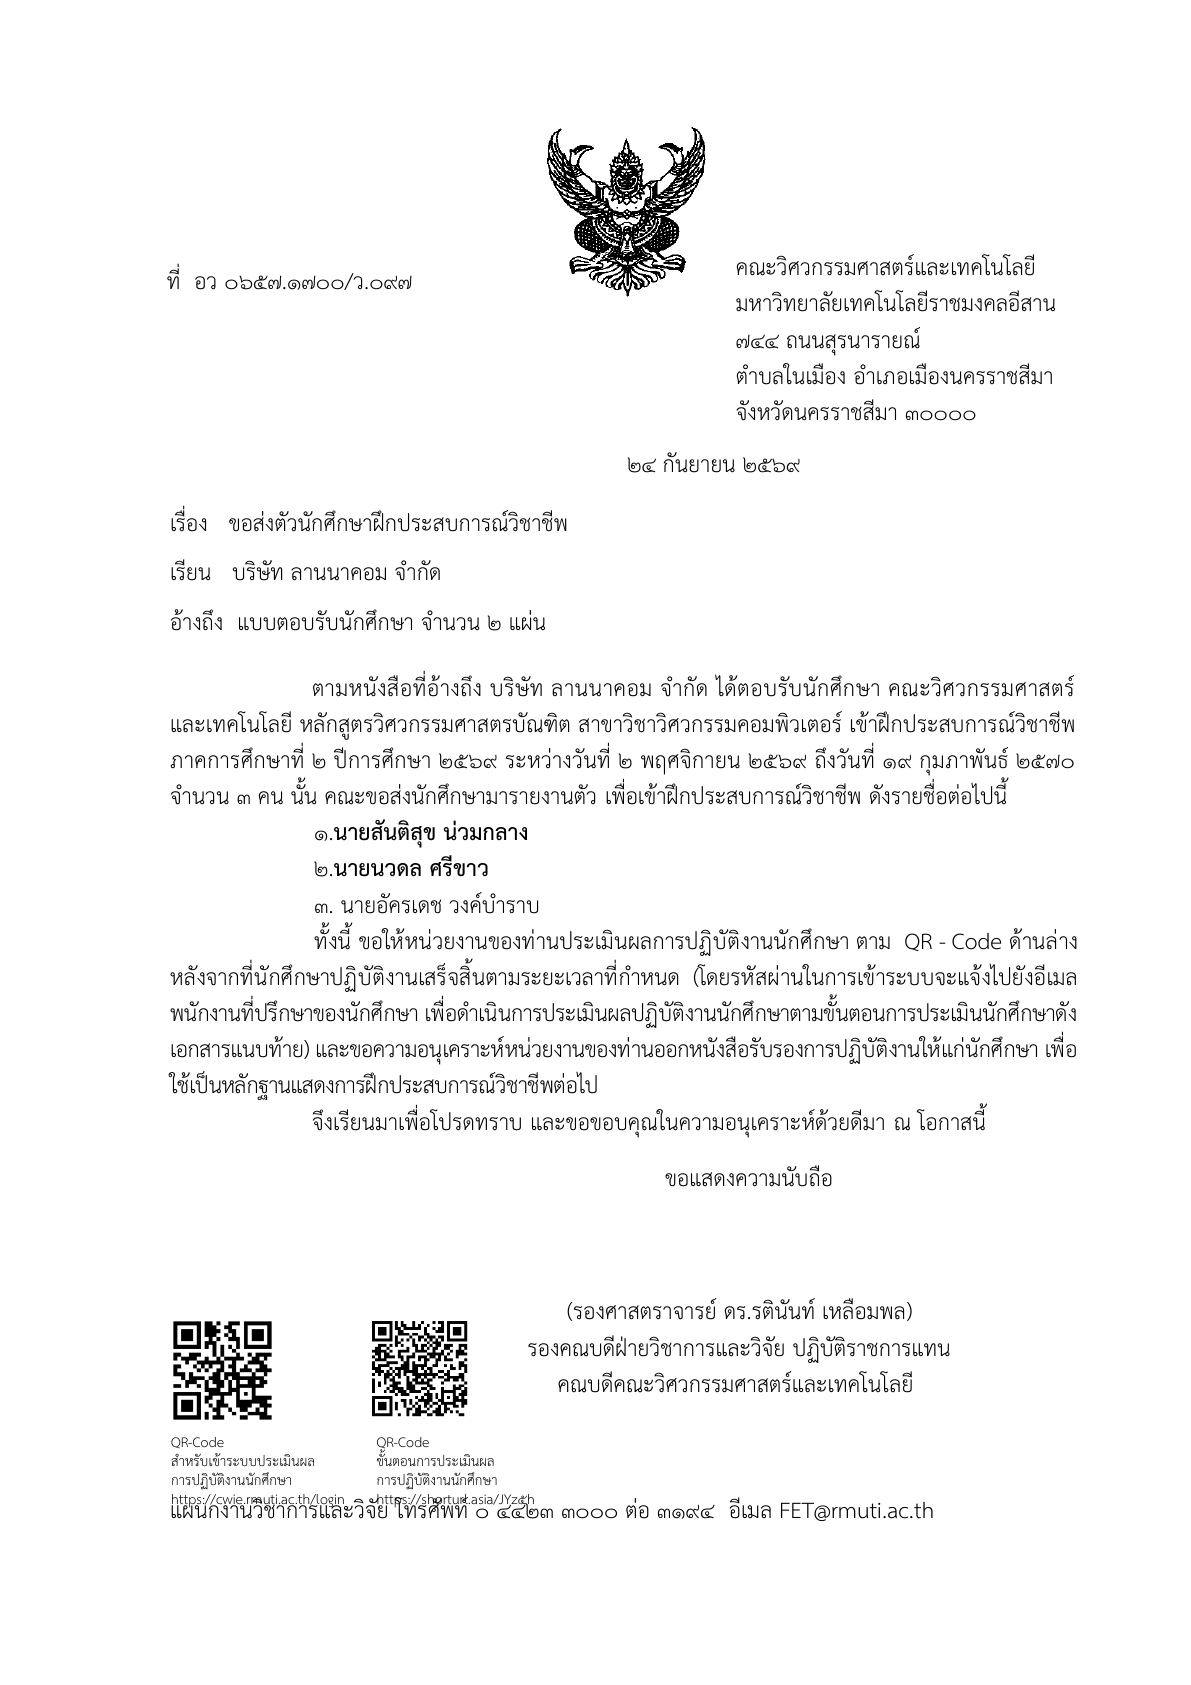 ที่ อว ๐๖๕๗.๑๗๐๐/ว.๐๙๗
คณะวิศวกรรมศาสตร์และเทคโนโลยี
มหาวิทยาลัยเทคโนโลยีราชมงคลอีสาน
๗๔๔ ถนนสุรนารายณ์
ตำบลในเมือง อำเภอเมืองนครราชสีมา
จังหวัดนครราชสีมา ๓๐๐๐๐
๒๔ กันยายน ๒๕๖๙
เรื่อง ขอส่งตัวนักศึกษาฝึกประสบการณ์วิชาชีพ
เรียน บริษัท ลานนาคอม จำกัด
อ้างถึง แบบตอบรับนักศึกษา จำนวน ๒ แผ่น
ตามหนังสือที่อ้างถึง บริษัท ลานนาคอม จำกัด ได้ตอบรับนักศึกษา คณะวิศวกรรมศาสตร์
และเทคโนโลยี หลักสูตรวิศวกรรมศาสตรบัณฑิต สาขาวิชาวิศวกรรมคอมพิวเตอร์ เข้าฝึกประสบการณ์วิชาชีพ
ภาคการศึกษาที่ ๒ ปีการศึกษา ๒๕๖๙ ระหว่างวันที่ ๒ พฤศจิกายน ๒๕๖๙ ถึงวันที่ ๑๙ กุมภาพันธ์ ๒๕๗๐
จำนวน ๓ คน นั้น คณะขอส่งนักศึกษามารายงานตัว เพื่อเข้าฝึกประสบการณ์วิชาชีพ ดังรายชื่อต่อไปนี้
๑.นายสันติสุข น่วมกลาง
๒.นายนวดล ศรีขาว
๓. นายอัครเดช วงค์บำราบ
ทั้งนี้ ขอให้หน่วยงานของท่านประเมินผลการปฏิบัติงานนักศึกษา ตาม QR - Code ด้านล่าง
หลังจากที่นักศึกษาปฏิบัติงานเสร็จสิ้นตามระยะเวลาที่กำหนด (โดยรหัสผ่านในการเข้าระบบจะแจ้งไปยังอีเมล
พนักงานที่ปรึกษาของนักศึกษา เพื่อดำเนินการประเมินผลปฏิบัติงานนักศึกษาตามขั้นตอนการประเมินนักศึกษาดัง
เอกสารแนบท้าย) และขอความอนุเคราะห์หน่วยงานของท่านออกหนังสือรับรองการปฏิบัติงานให้แก่นักศึกษา เพื่อ
ใช้เป็นหลักฐานแสดงการฝึกประสบการณ์วิชาชีพต่อไป
จึงเรียนมาเพื่อโปรดทราบ และขอขอบคุณในความอนุเคราะห์ด้วยดีมา ณ โอกาสนี้
ขอแสดงความนับถือ
(รองศาสตราจารย์ ดร.รตินันท์ เหลือมพล)
รองคณบดีฝ่ายวิชาการและวิจัย ปฏิบัติราชการแทน
คณบดีคณะวิศวกรรมศาสตร์และเทคโนโลยี
QR-Code
สำหรับเข้าระบบประเมินผล
การปฏิบัติงานนักศึกษา
https://cwie.rmuti.ac.th/login
QR-Code
ขั้นตอนการประเมินผล
การปฏิบัติงานนักศึกษา
https://shorturl.asia/JYz๕h
แผนกงานวิชาการและวิจัย โทรศัพท์ ๐ ๔๔๒๓ ๓๐๐๐ ต่อ ๓๑๙๔ อีเมล FET@rmuti.ac.th